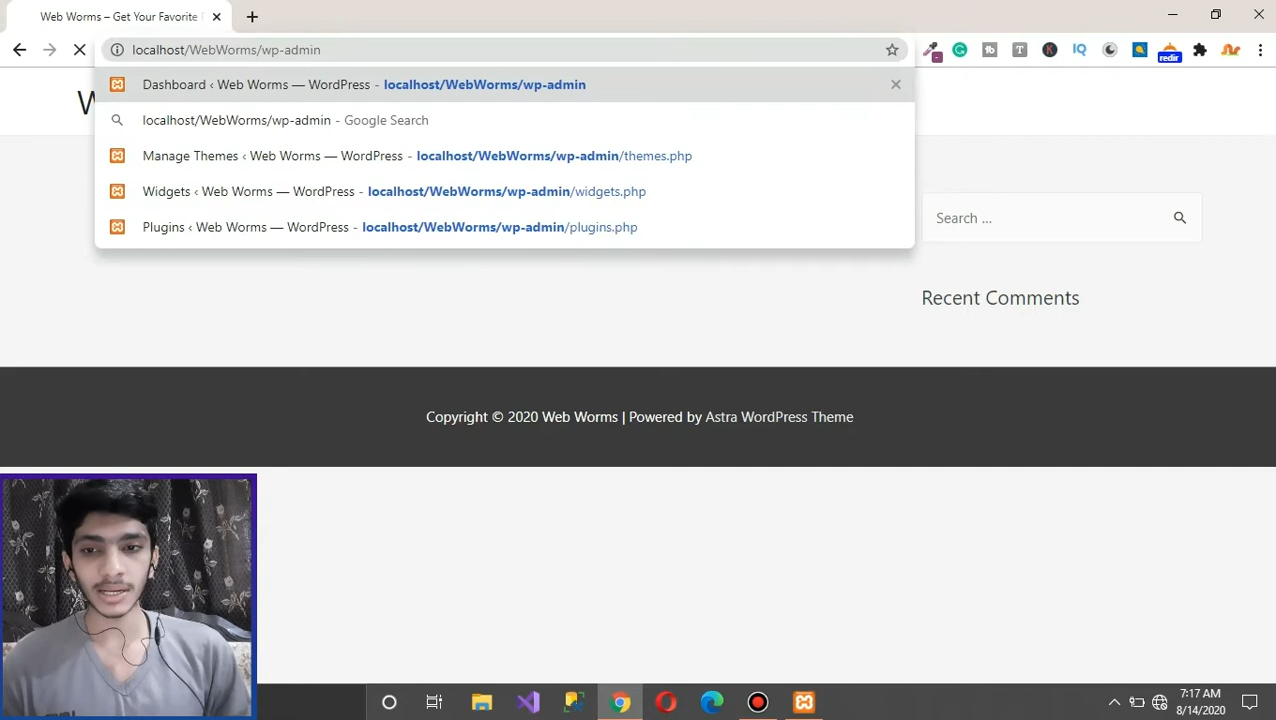 Web Worms – Get Your Favorite
localhost/WebWorms/wp-admin
redir
Dashboard ‹ Web Worms — WordPress - localhost/WebWorms/wp-admin
localhost/WebWorms/wp-admin - Google Search
Manage Themes ‹ Web Worms — WordPress - localhost/WebWorms/wp-admin/themes.php
Widgets ‹ Web Worms — WordPress - localhost/WebWorms/wp-admin/widgets.php
Plugins ‹ Web Worms — WordPress - localhost/WebWorms/wp-admin/plugins.php
Search ...
Recent Comments
Copyright © 2020 Web Worms | Powered by Astra WordPress Theme
7:17 AM
8/14/2020